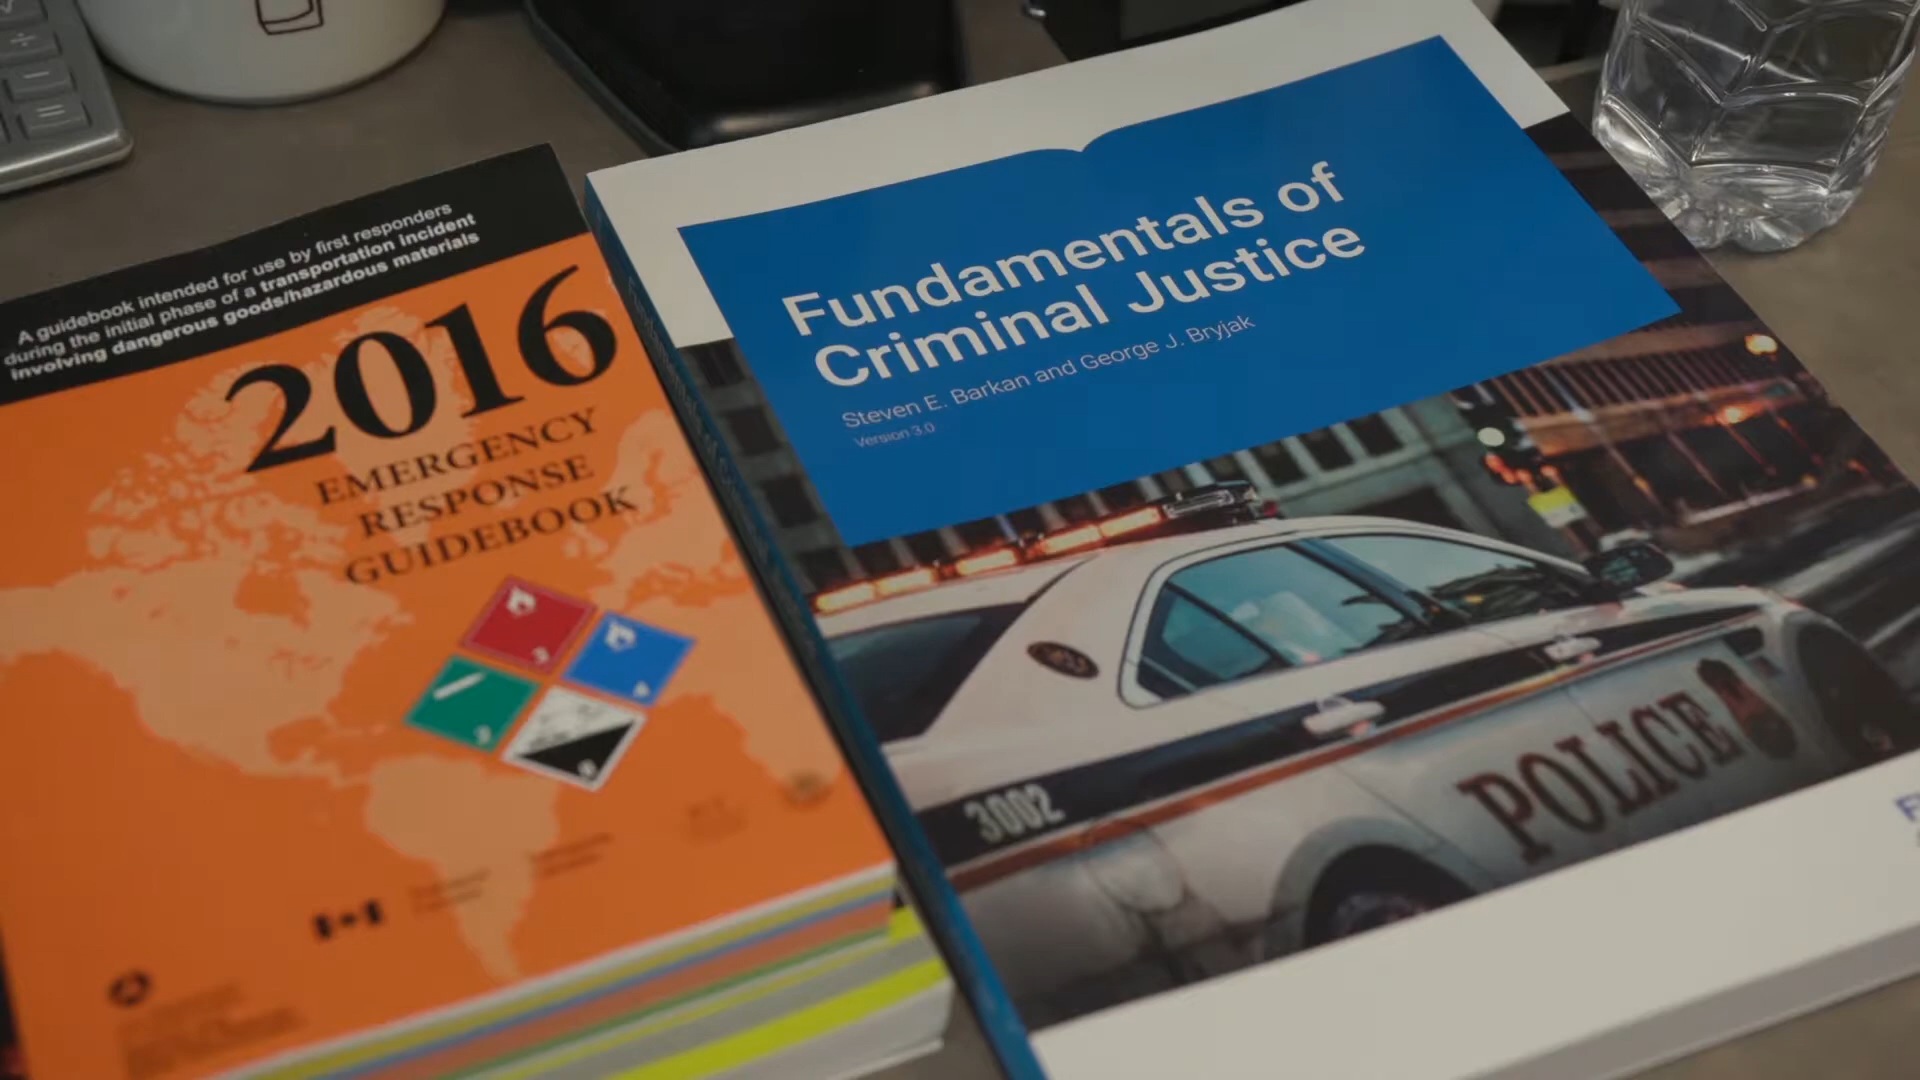 A guidebook intended for use by first responders
during the initial phase of a transportation incident
involving dangerous goods/hazardous materials
2016
EMERGENCY
RESPONSE
GUIDEBOOK
Fundamentals of
Criminal Justice
Steven E. Barkan and George J. Bryjak
Version 3.0
3002
POLICE